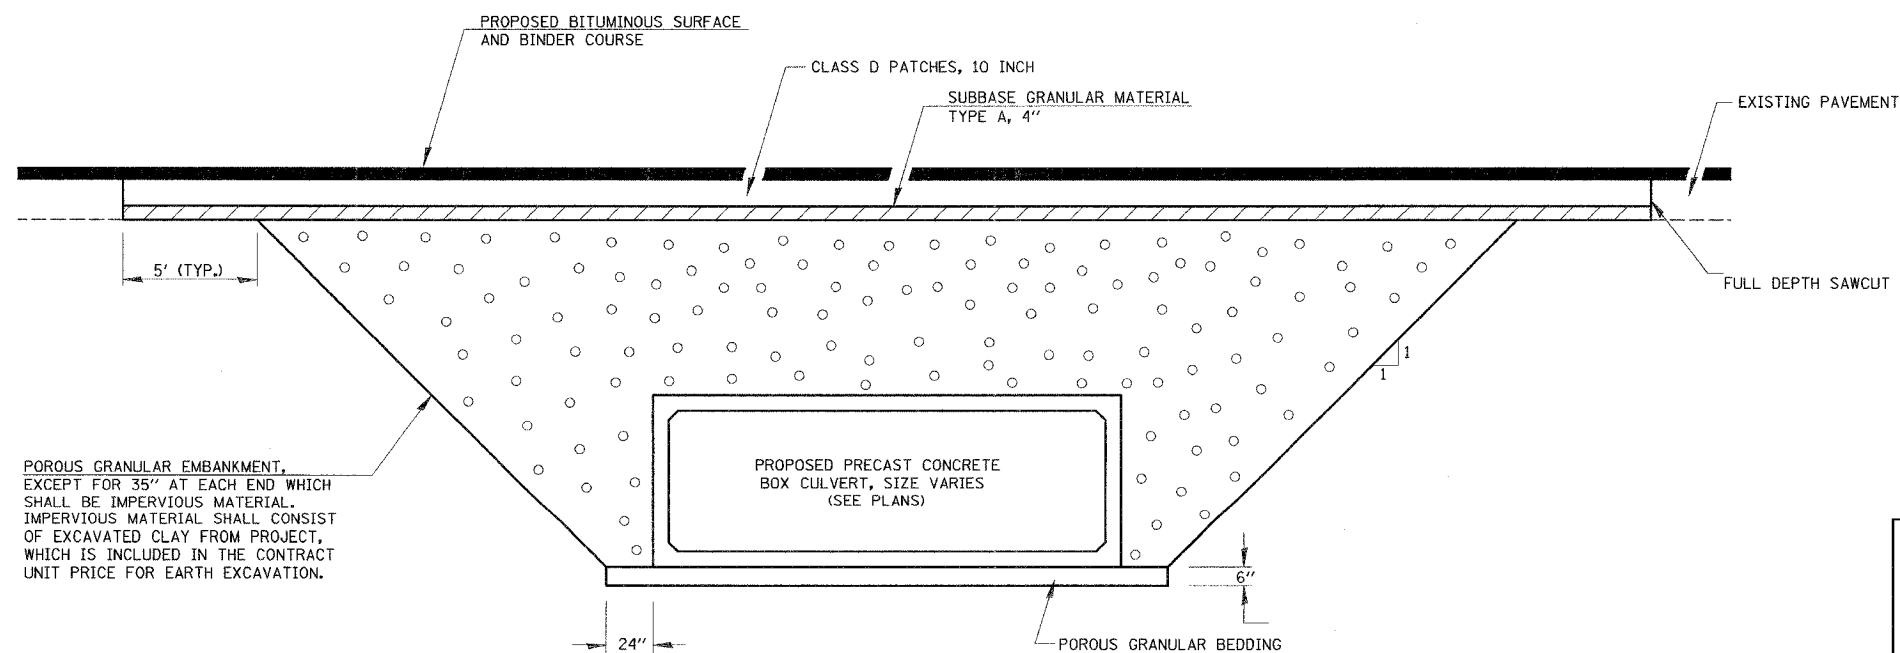 PROPOSED BITUMINOUS SURFACE
AND BINDER COURSE
CLASS D PATCHES, 10 INCH
SUBBASE GRANULAR MATERIAL
TYPE A, 4"
EXISTING PAVEMENT
5' (TYP.)
FULL DEPTH SAWCUT
1
1
POROUS GRANULAR EMBANKMENT,
EXCEPT FOR 35" AT EACH END WHICH
SHALL BE IMPERVIOUS MATERIAL.
IMPERVIOUS MATERIAL SHALL CONSIST
OF EXCAVATED CLAY FROM PROJECT,
WHICH IS INCLUDED IN THE CONTRACT
UNIT PRICE FOR EARTH EXCAVATION.
PROPOSED PRECAST CONCRETE
BOX CULVERT, SIZE VARIES
(SEE PLANS)
6"
24"
POROUS GRANULAR BEDDING